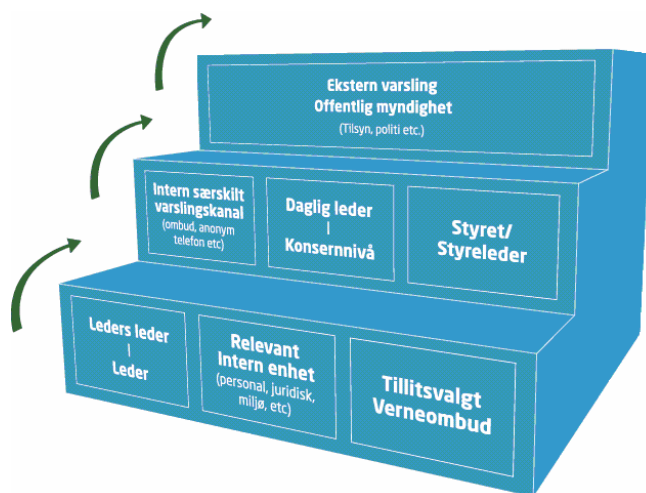 Ekstern varsling
Offentlig myndighet
(Tilsyn, politi etc.)
Intern særskilt
varslingskanal
(ombud, anonym
telefon etc)
Daglig leder
|
Konsernnivå
Styret/
Styreleder
Leders leder
|
Leder
Relevant
Intern enhet
(personal, juridisk,
miljø, etc)
Tillitsvalgt
Verneombud